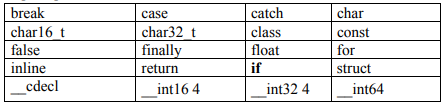 break case catch char
char16_t char32_t class const
false finally float for
inline return if struct
__cdecl __int16 4 __int32 4 __int64